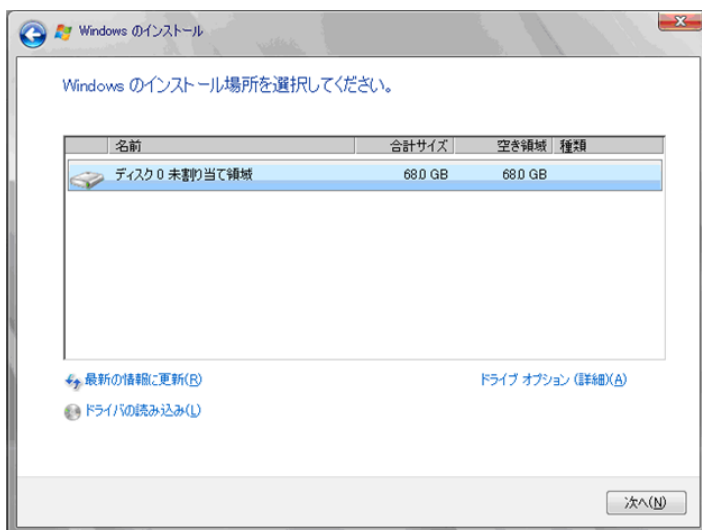 Windows のインストール
Windows のインストール場所を選択してください。
名前 合計サイズ 空き領域 種類
ディスク 0 未割り当て領域 68.0 GB 68.0 GB
最新の情報に更新(R) ドライブ オプション (詳細)(A)
ドライバの読み込み(L)
次へ(N)